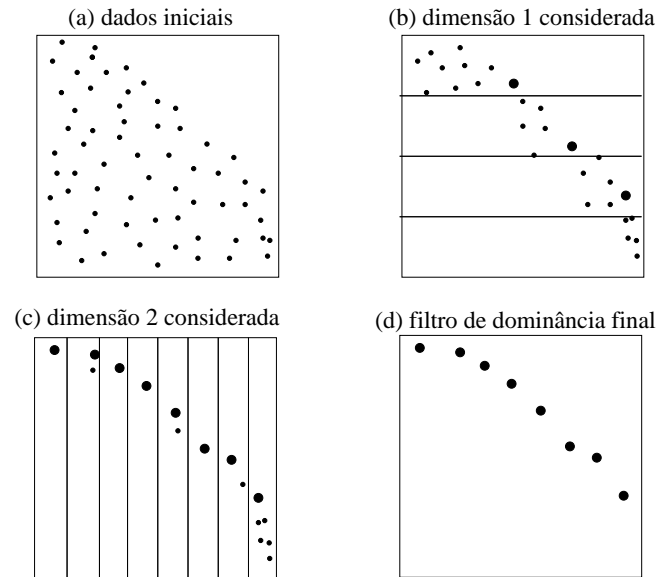 (a) dados iniciais
(b) dimensão 1 considerada
(c) dimensão 2 considerada
(d) filtro de dominância final